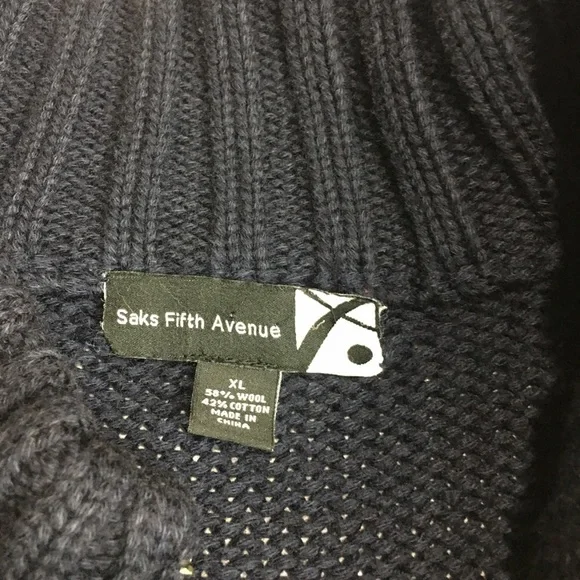 Saks Fifth Avenue
XL
58% WOOL
42% COTTON
MADE IN
CHINA